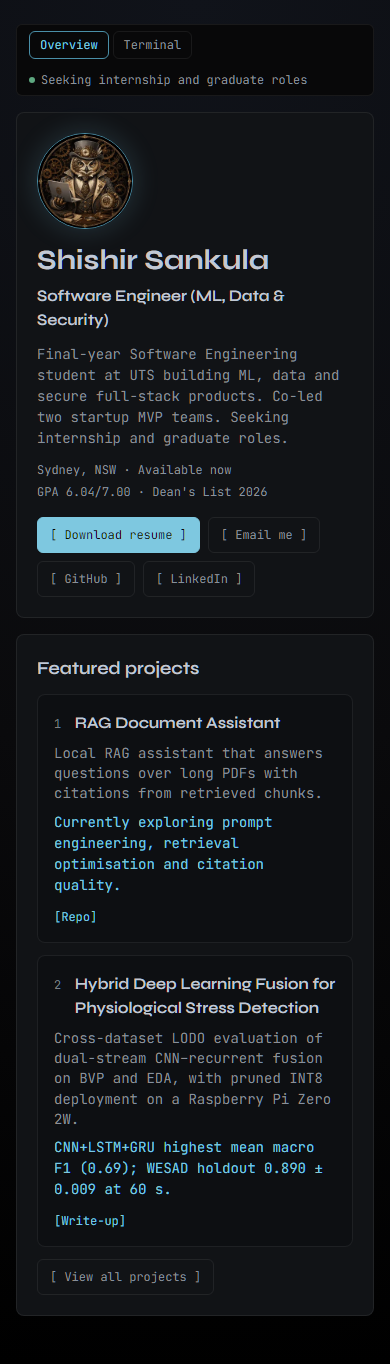 Overview Terminal
Seeking internship and graduate roles
Shishir Sankula
Software Engineer (ML, Data &
Security)
Final-year Software Engineering
student at UTS building ML, data and
secure full-stack products. Co-led
two startup MVP teams. Seeking
internship and graduate roles.
Sydney, NSW · Available now
GPA 6.04/7.00 · Dean's List 2026
[ Download resume ] [ Email me ]
[ GitHub ] [ LinkedIn ]
Featured projects
1 RAG Document Assistant
Local RAG assistant that answers
questions over long PDFs with
citations from retrieved chunks.
Currently exploring prompt
engineering, retrieval
optimisation and citation
quality.
[Repo]
2 Hybrid Deep Learning Fusion for
Physiological Stress Detection
Cross-dataset LODO evaluation of
dual-stream CNN–recurrent fusion
on BVP and EDA, with pruned INT8
deployment on a Raspberry Pi Zero
2W.
CNN+LSTM+GRU highest mean macro
F1 (0.69); WESAD holdout 0.890 ±
0.009 at 60 s.
[Write-up]
[ View all projects ]